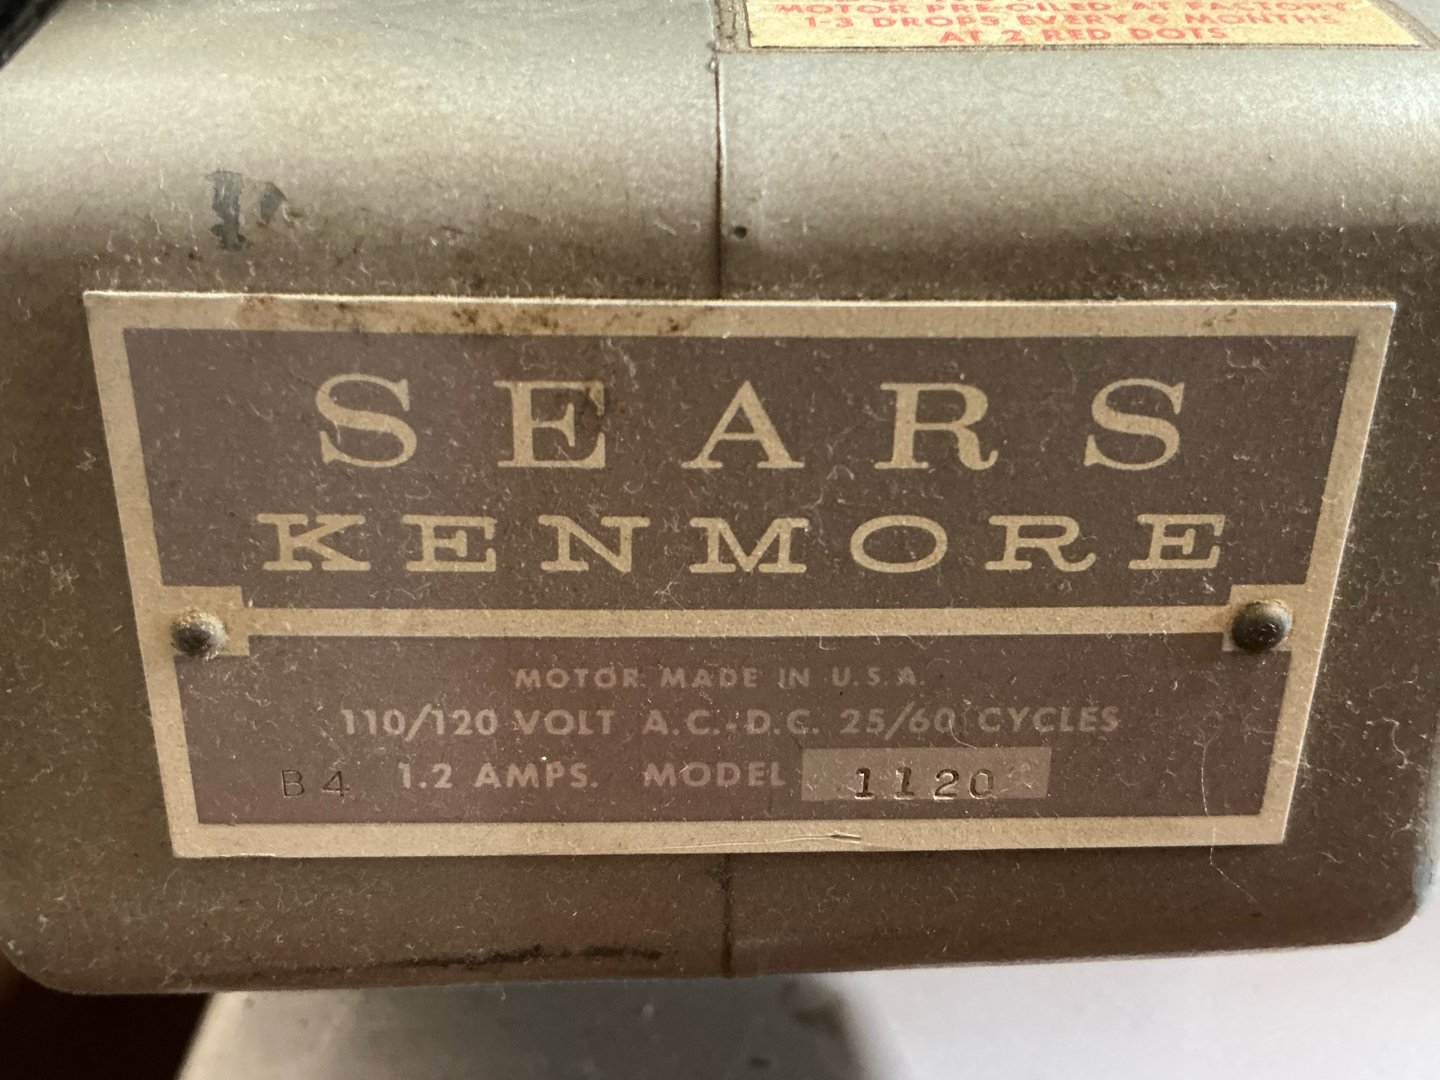 MOTOR PRE-OILED AT FACTORY
1-3 DROPS EVERY 6 MONTHS
AT 2 RED DOTS
SEARS
KENMORE
MOTOR MADE IN U.S.A.
110/120 VOLT A.C.-D.C. 25/60 CYCLES
B4 1.2 AMPS. MODEL 1120